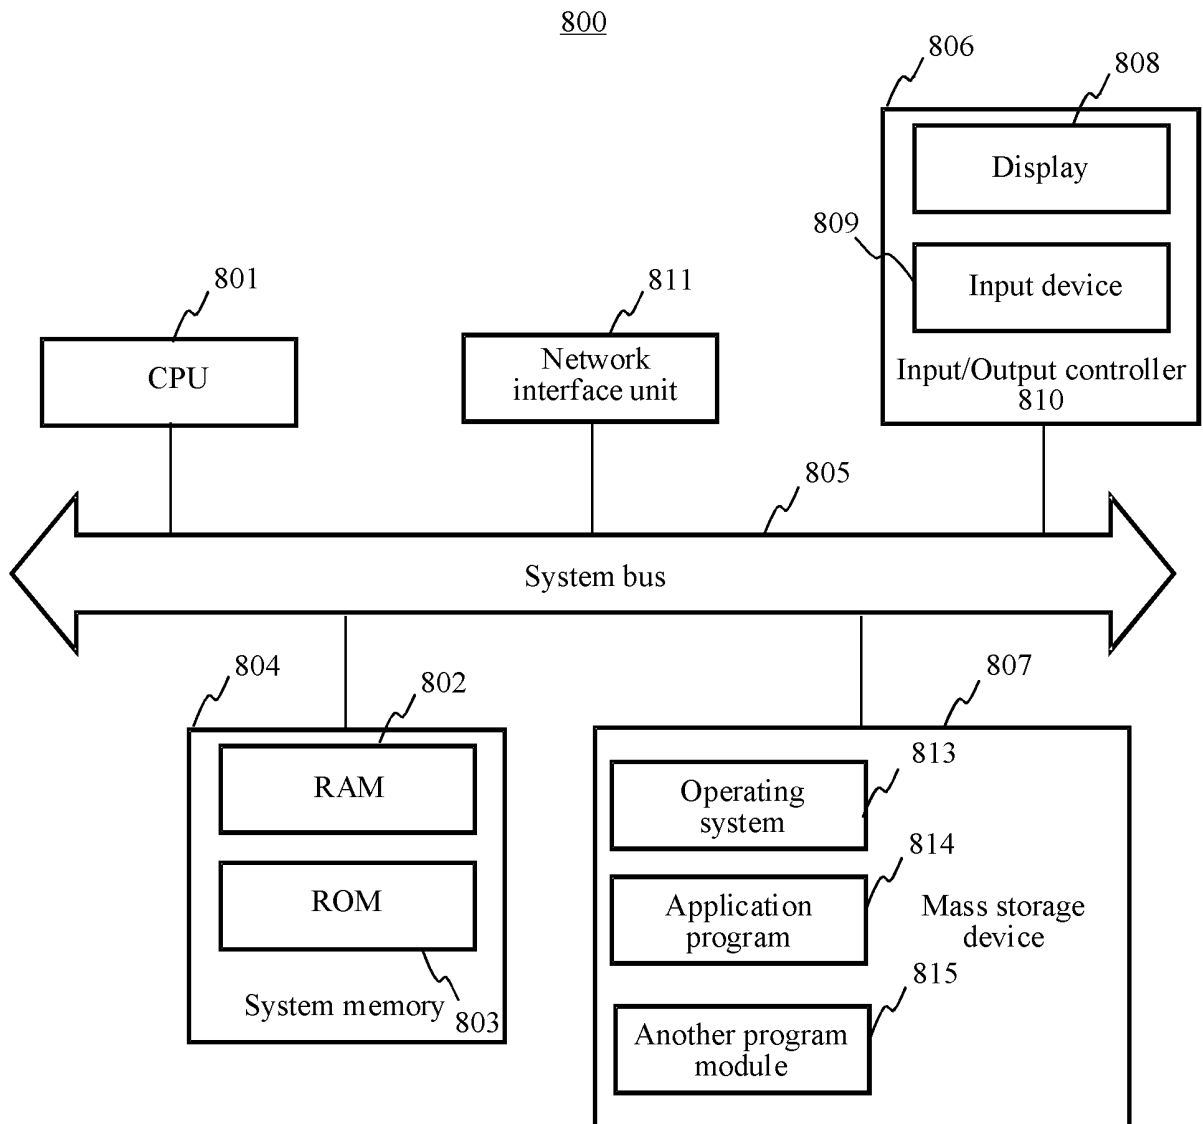 800
806
808
Display
809
Input device
Input/Output controller
810
801
CPU
811
Network
interface unit
805
System bus
804
802
RAM
ROM
System memory
803
807
813
Operating
system
814
Application
program
Mass storage
device
815
Another program
module